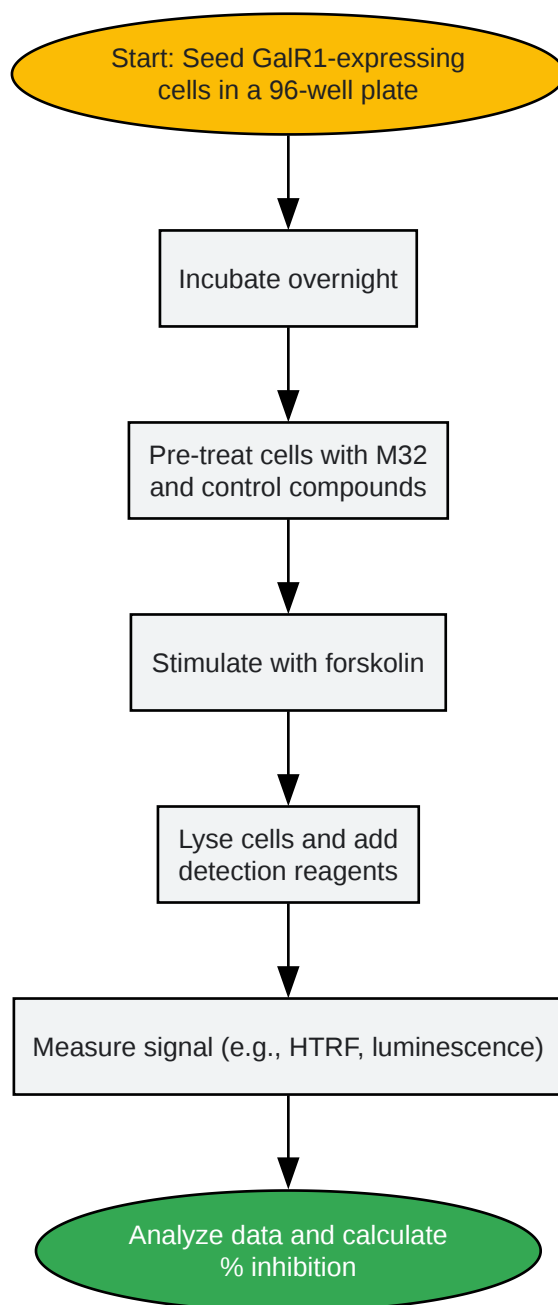 Start: Seed GalR1-expressing
cells in a 96-well plate
Incubate overnight
Pre-treat cells with M32
and control compounds
Stimulate with forskolin
Lyse cells and add
detection reagents
Measure signal (e.g., HTRF, luminescence)
Analyze data and calculate
% inhibition